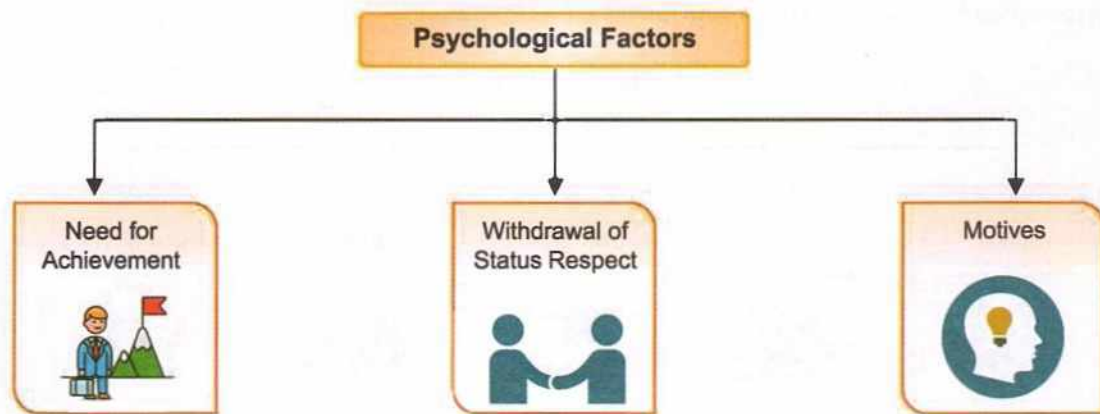 Psychological Factors
Need for
Achievement
Withdrawal of
Status Respect
Motives